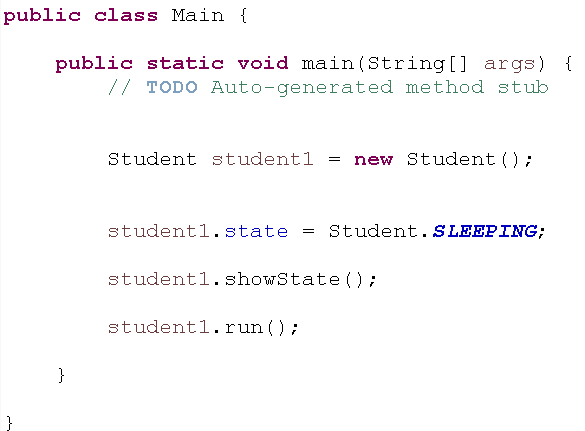 public class Main {
public static void main(String[] args) {
// TODO Auto-generated method stub
Student student1 = new Student();
student1.state = Student.SLEEPING;
student1.showState();
student1.run();
}
}